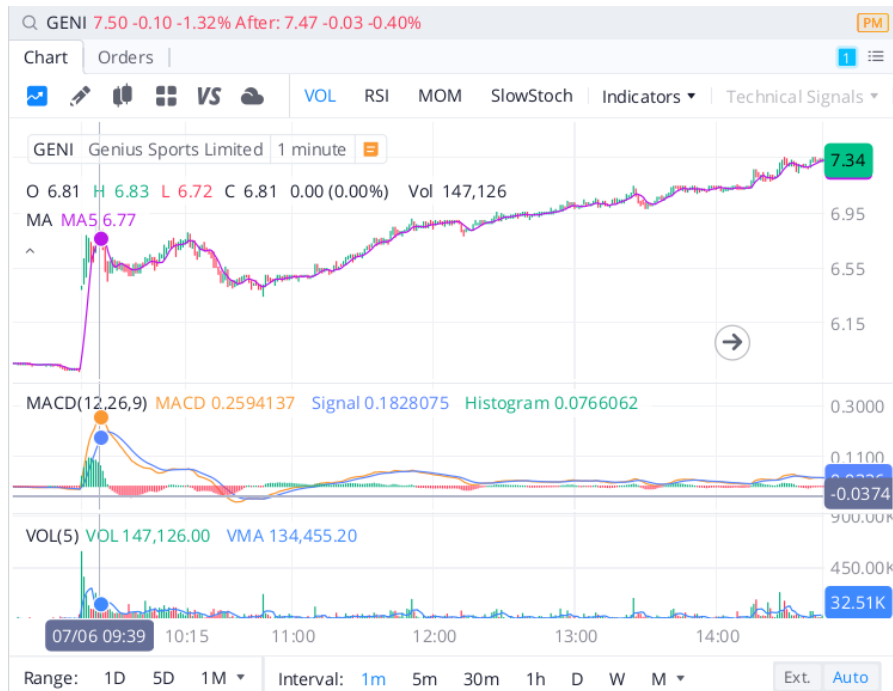 GENI 7.50 -0.10 -1.32% After: 7.47 -0.03 -0.40% PM
Chart Orders 1
VS VOL RSI MOM SlowStoch Indicators Technical Signals
GENI Genius Sports Limited 1 minute
7.34
O 6.81 H 6.83 L 6.72 C 6.81 0.00 (0.00%) Vol 147,126
MA MA5 6.77
6.95
6.55
6.15
MACD(12,26,9) MACD 0.2594137 Signal 0.1828075 Histogram 0.0766062
0.3000
0.1100
-0.0374
900.00K
VOL(5) VOL 147,126.00 VMA 134,455.20
450.00K
32.51K
07/06 09:39 10:15 11:00 12:00 13:00 14:00
Range: 1D 5D 1M Interval: 1m 5m 30m 1h D W M Ext. Auto